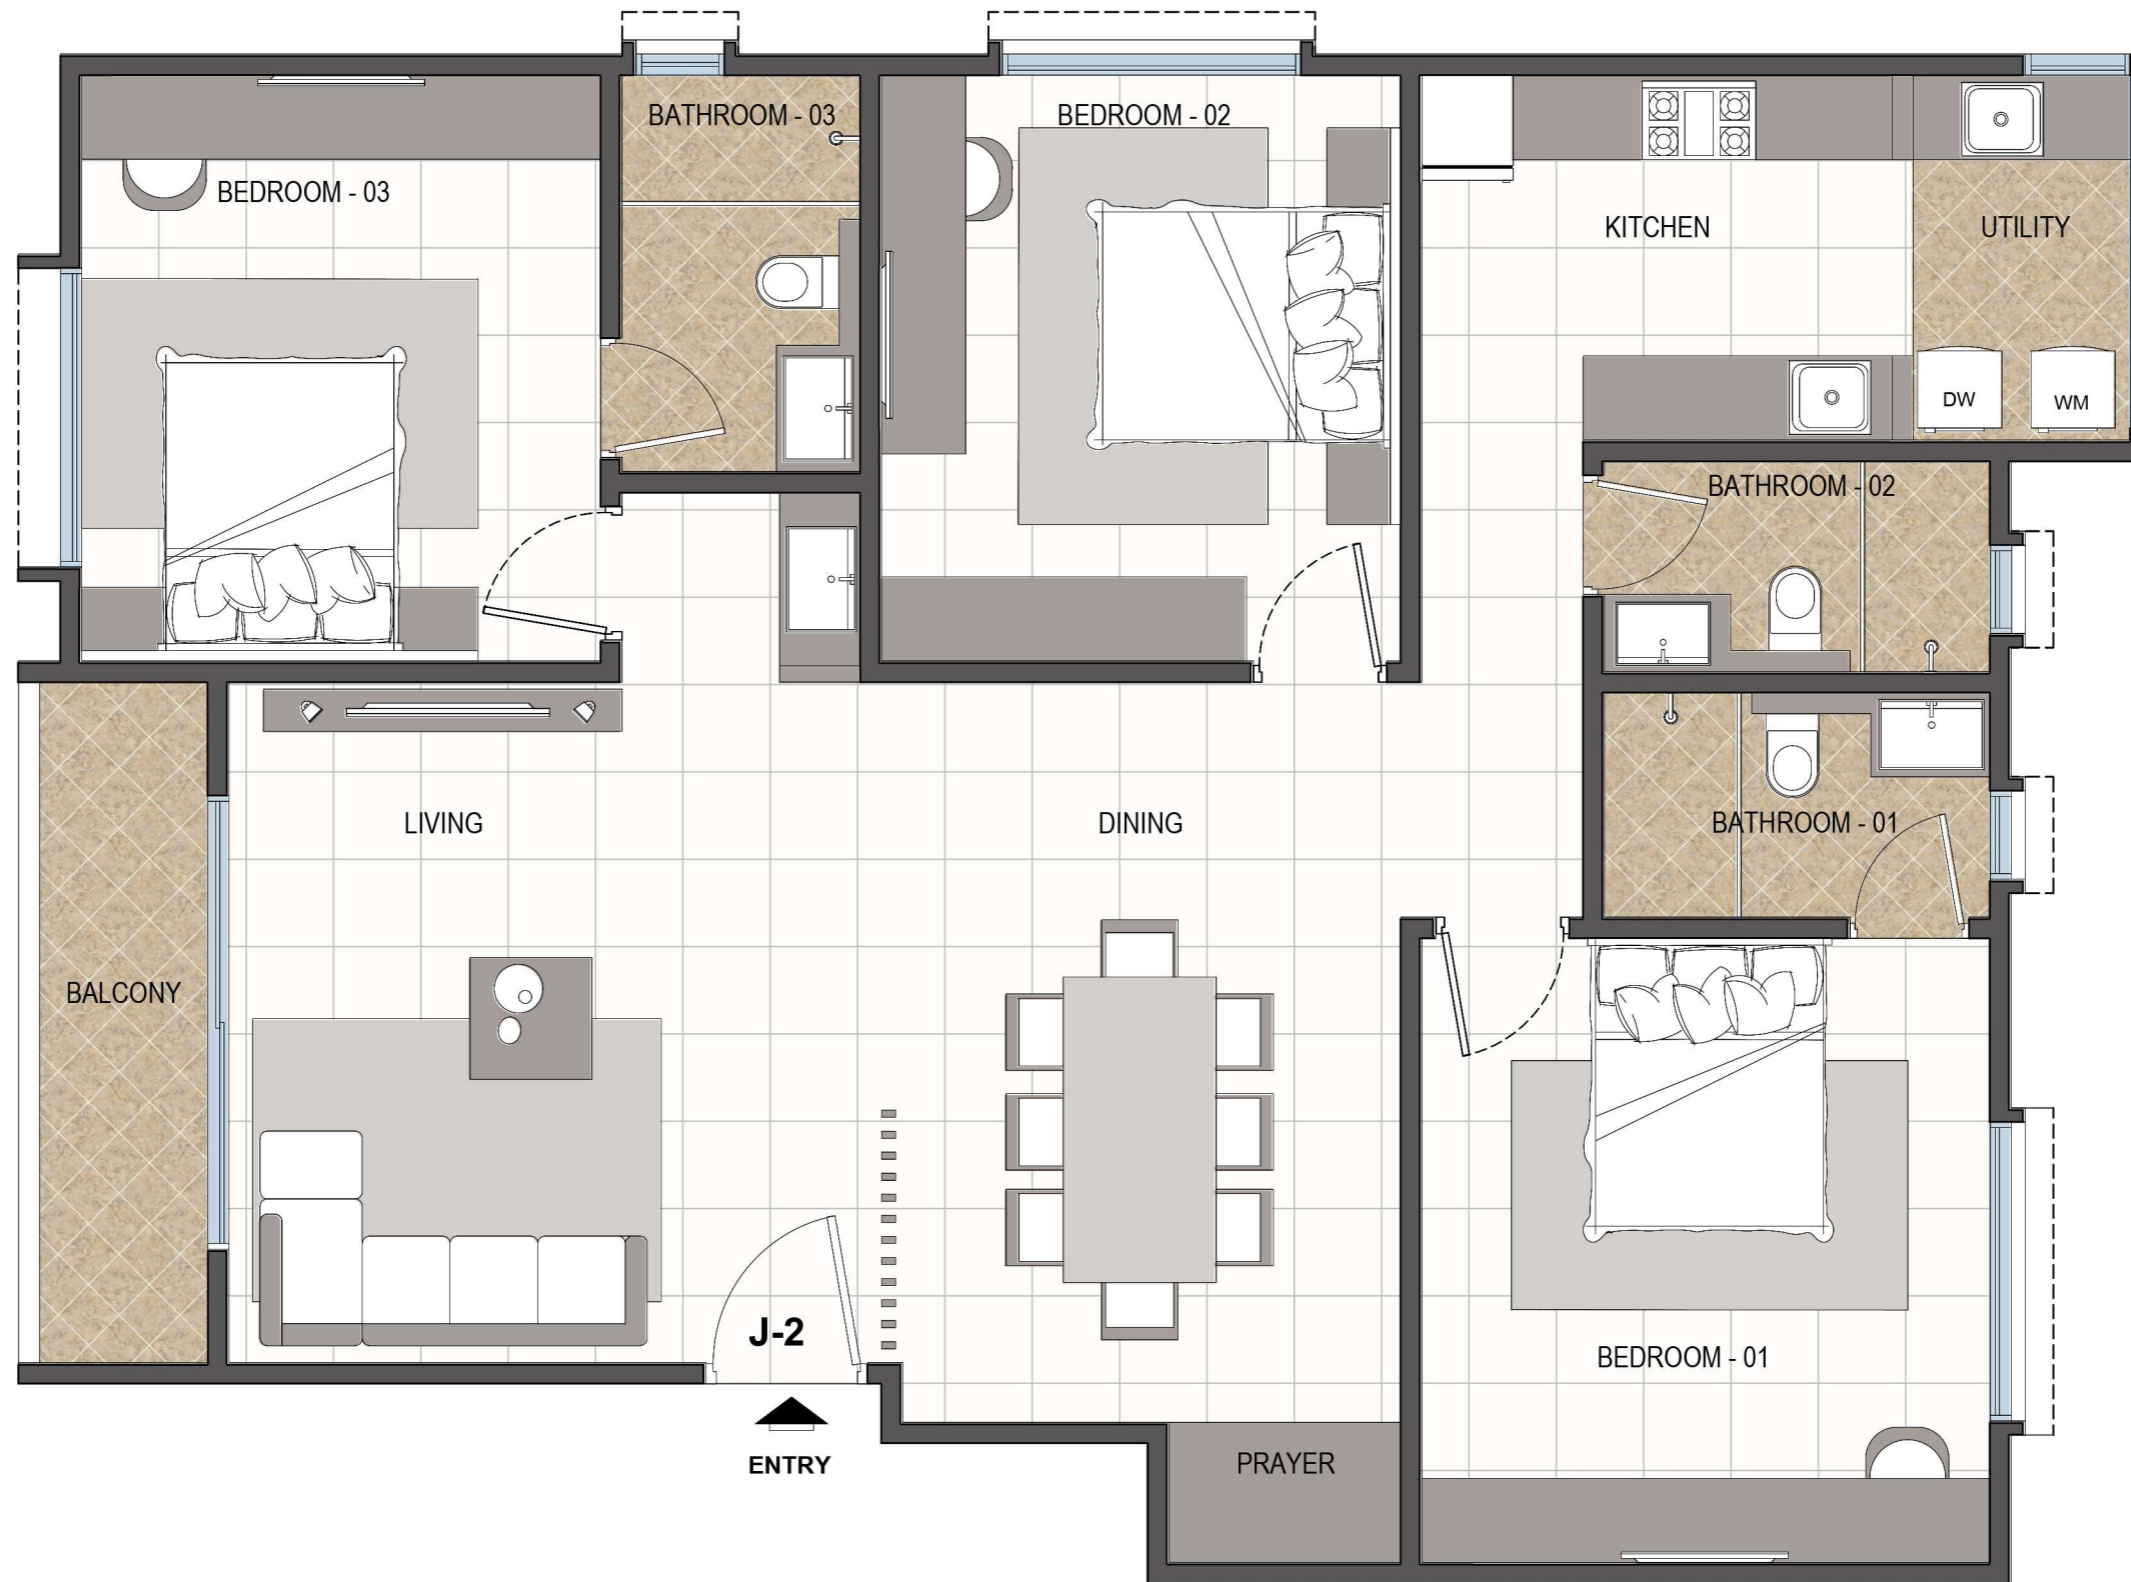 BATHROOM - 03
BEDROOM - 02
BEDROOM - 03
KITCHEN
UTILITY
DW
WM
BATHROOM - 02
LIVING
DINING
BATHROOM - 01
BALCONY
J-2
BEDROOM - 01
ENTRY
PRAYER